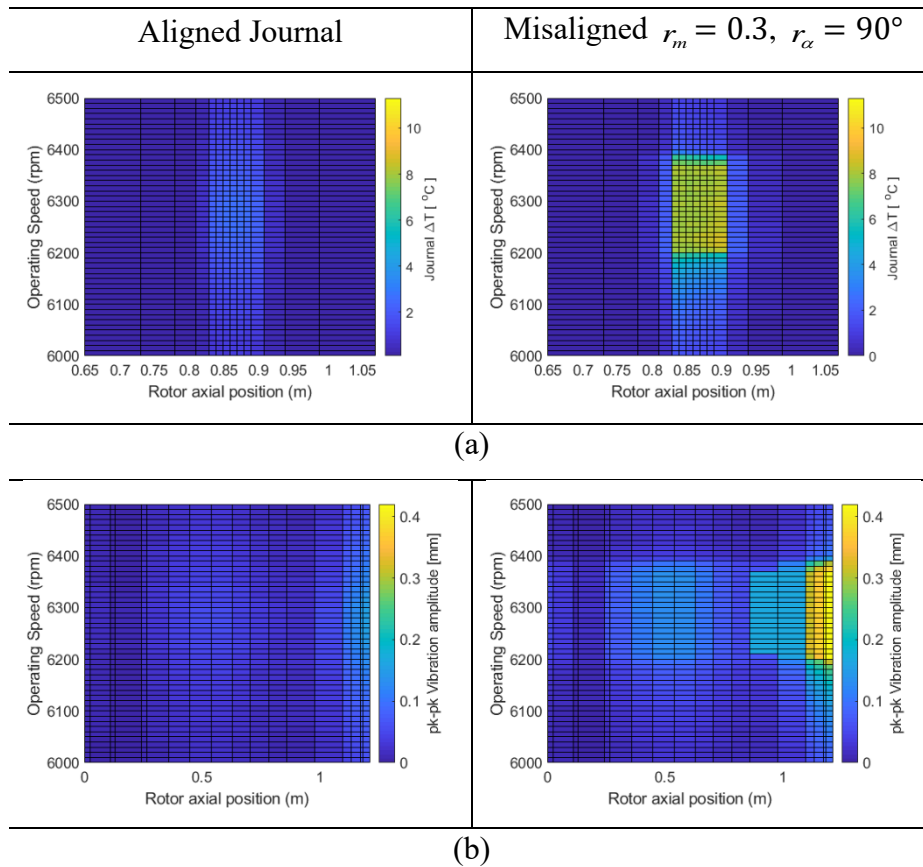 Aligned Journal
Misaligned r_m = 0.3, r_α = 90°
6500
6400
6300
6200
6100
6000
Operating Speed (rpm)
0.65 0.7 0.75 0.8 0.85 0.9 0.95 1 1.05
Rotor axial position (m)
10
8
6
4
2
Journal ΔT [ °C]
6500
6400
6300
6200
6100
6000
Operating Speed (rpm)
0.65 0.7 0.75 0.8 0.85 0.9 0.95 1 1.05
Rotor axial position (m)
10
8
6
4
2
0
Journal ΔT [ °C]
(a)
6500
6400
6300
6200
6100
6000
Operating Speed (rpm)
0 0.5 1
Rotor axial position (m)
0.4
0.3
0.2
0.1
0
pk-pk Vibration amplitude [mm]
6500
6400
6300
6200
6100
6000
Operating Speed (rpm)
0 0.5 1
Rotor axial position (m)
0.4
0.3
0.2
0.1
0
pk-pk Vibration amplitude [mm]
(b)